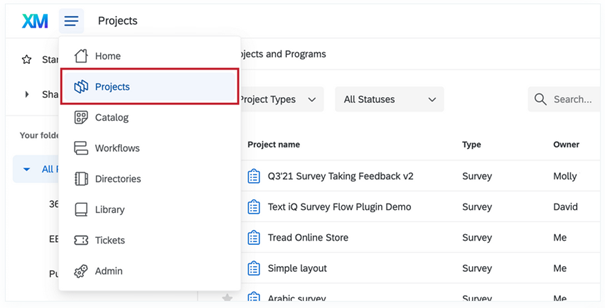 XM Projects
Star
Sha
Your folde
All P
36
EE
Pu
Home
Projects
Catalog
Workflows
Directories
Library
Tickets
Admin
ojects and Programs
Project Types All Statuses Search...
Project name Type Owner
Q3'21 Survey Taking Feedback v2 Survey Molly
Text iQ Survey Flow Plugin Demo Survey David
Tread Online Store Survey Me
Simple layout Survey Me
Arabic survey Survey Me